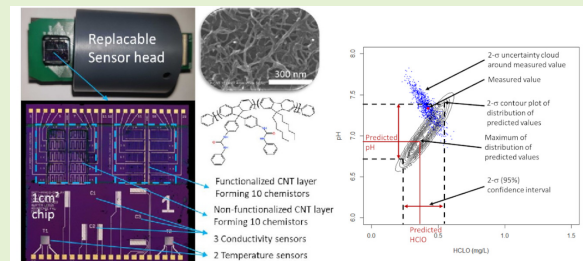 Replacable
Sensor head
300 nm
1cm²
chip
1
Functionalized CNT layer
Forming 10 chemistors
Non-functionalized CNT layer
Forming 10 chemistors
3 Conductivity sensors
2 Temperature sensors
pH
8.0
7.5
7.0
6.5
6.0
0.0
0.5
1.0
1.5
HCLO (mg/L)
Predicted
pH
Predicted
HClO
2-σ uncertainty cloud
around measured value
Measured value
2-σ contour plot of
distribution of
predicted values
Maximum of
distribution of
predicted values
2-σ (95%)
confidence interval